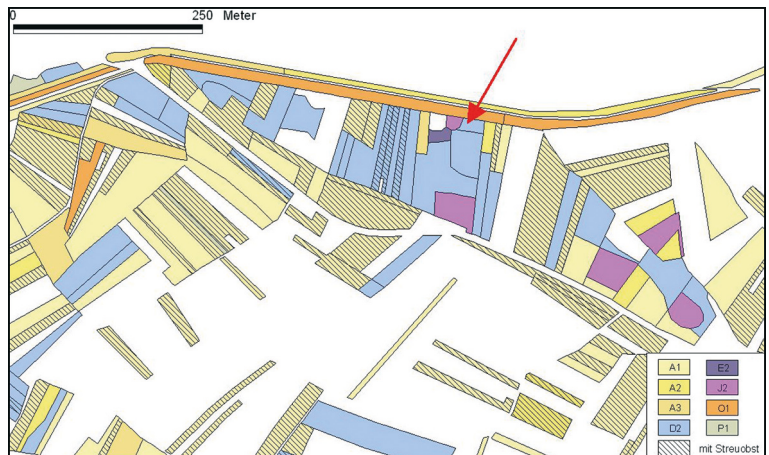 0 250 Meter
A1 E2
A2 J2
A3 O1
D2 P1
mit Streuobst